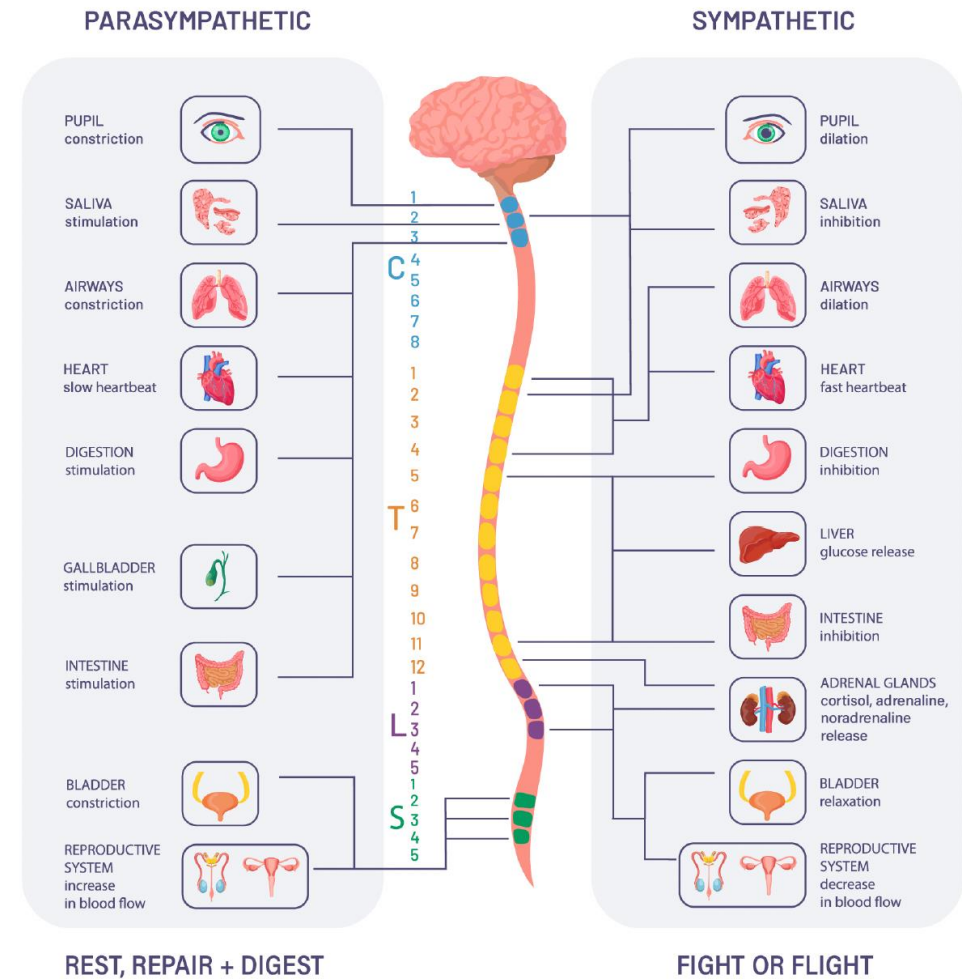 PARASYMPATHETIC
PUPIL
constriction
SALIVA
stimulation
AIRWAYS
constriction
HEART
slow heartbeat
DIGESTION
stimulation
GALLBLADDER
stimulation
INTESTINE
stimulation
BLADDER
constriction
REPRODUCTIVE
SYSTEM
increase
in blood flow
REST, REPAIR + DIGEST
C
1
2
3
4
5
6
7
8
T
1
2
3
4
5
6
7
8
9
10
11
12
L
1
2
3
4
5
S
1
2
3
4
5
SYMPATHETIC
PUPIL
dilation
SALIVA
inhibition
AIRWAYS
dilation
HEART
fast heartbeat
DIGESTION
inhibition
LIVER
glucose release
INTESTINE
inhibition
ADRENAL GLANDS
cortisol, adrenaline,
noradrenaline
release
BLADDER
relaxation
REPRODUCTIVE
SYSTEM
decrease
in blood flow
FIGHT OR FLIGHT